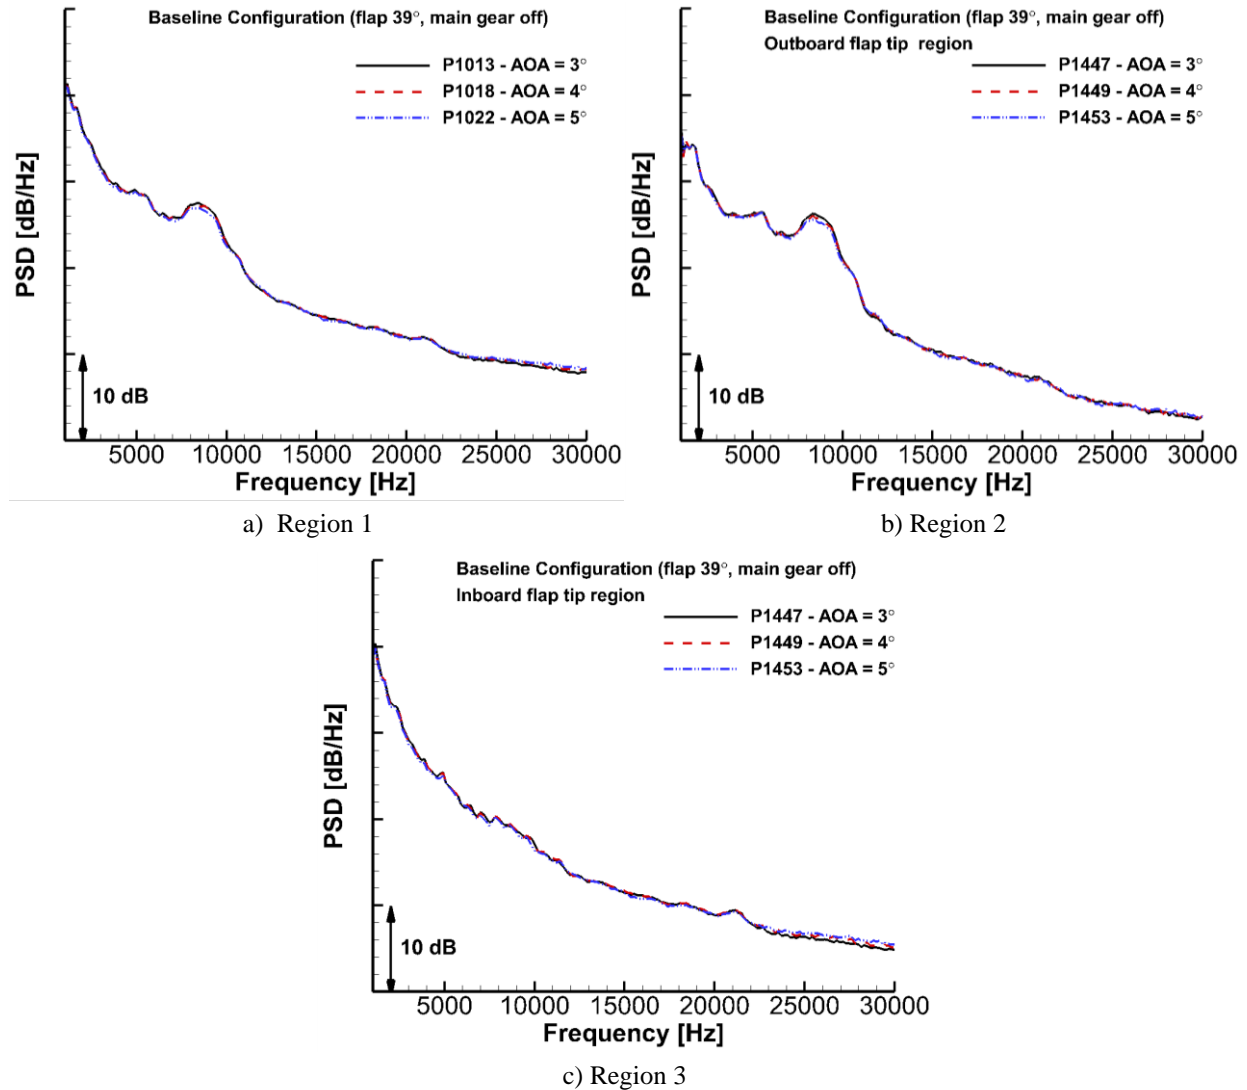 Baseline Configuration (flap 39°, main gear off)
P1013 - AOA = 3°
P1018 - AOA = 4°
P1022 - AOA = 5°
PSD [dB/Hz]
10 dB
5000 10000 15000 20000 25000 30000
Frequency [Hz]
a) Region 1
Baseline Configuration (flap 39°, main gear off)
Outboard flap tip region
P1447 - AOA = 3°
P1449 - AOA = 4°
P1453 - AOA = 5°
PSD [dB/Hz]
10 dB
5000 10000 15000 20000 25000 30000
Frequency [Hz]
b) Region 2
Baseline Configuration (flap 39°, main gear off)
Inboard flap tip region
P1447 - AOA = 3°
P1449 - AOA = 4°
P1453 - AOA = 5°
PSD [dB/Hz]
10 dB
5000 10000 15000 20000 25000 30000
Frequency [Hz]
c) Region 3